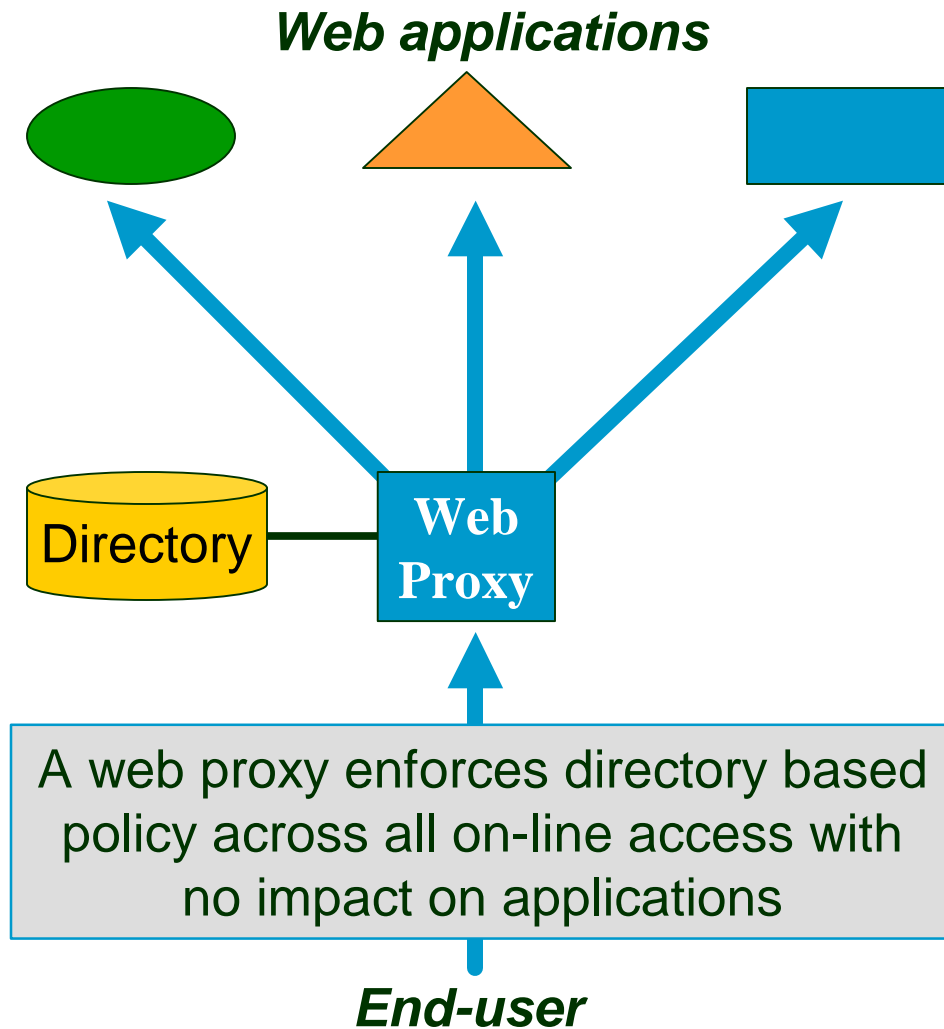 Web applications
Directory
Web
Proxy
A web proxy enforces directory based
policy across all on-line access with
no impact on applications
End-user